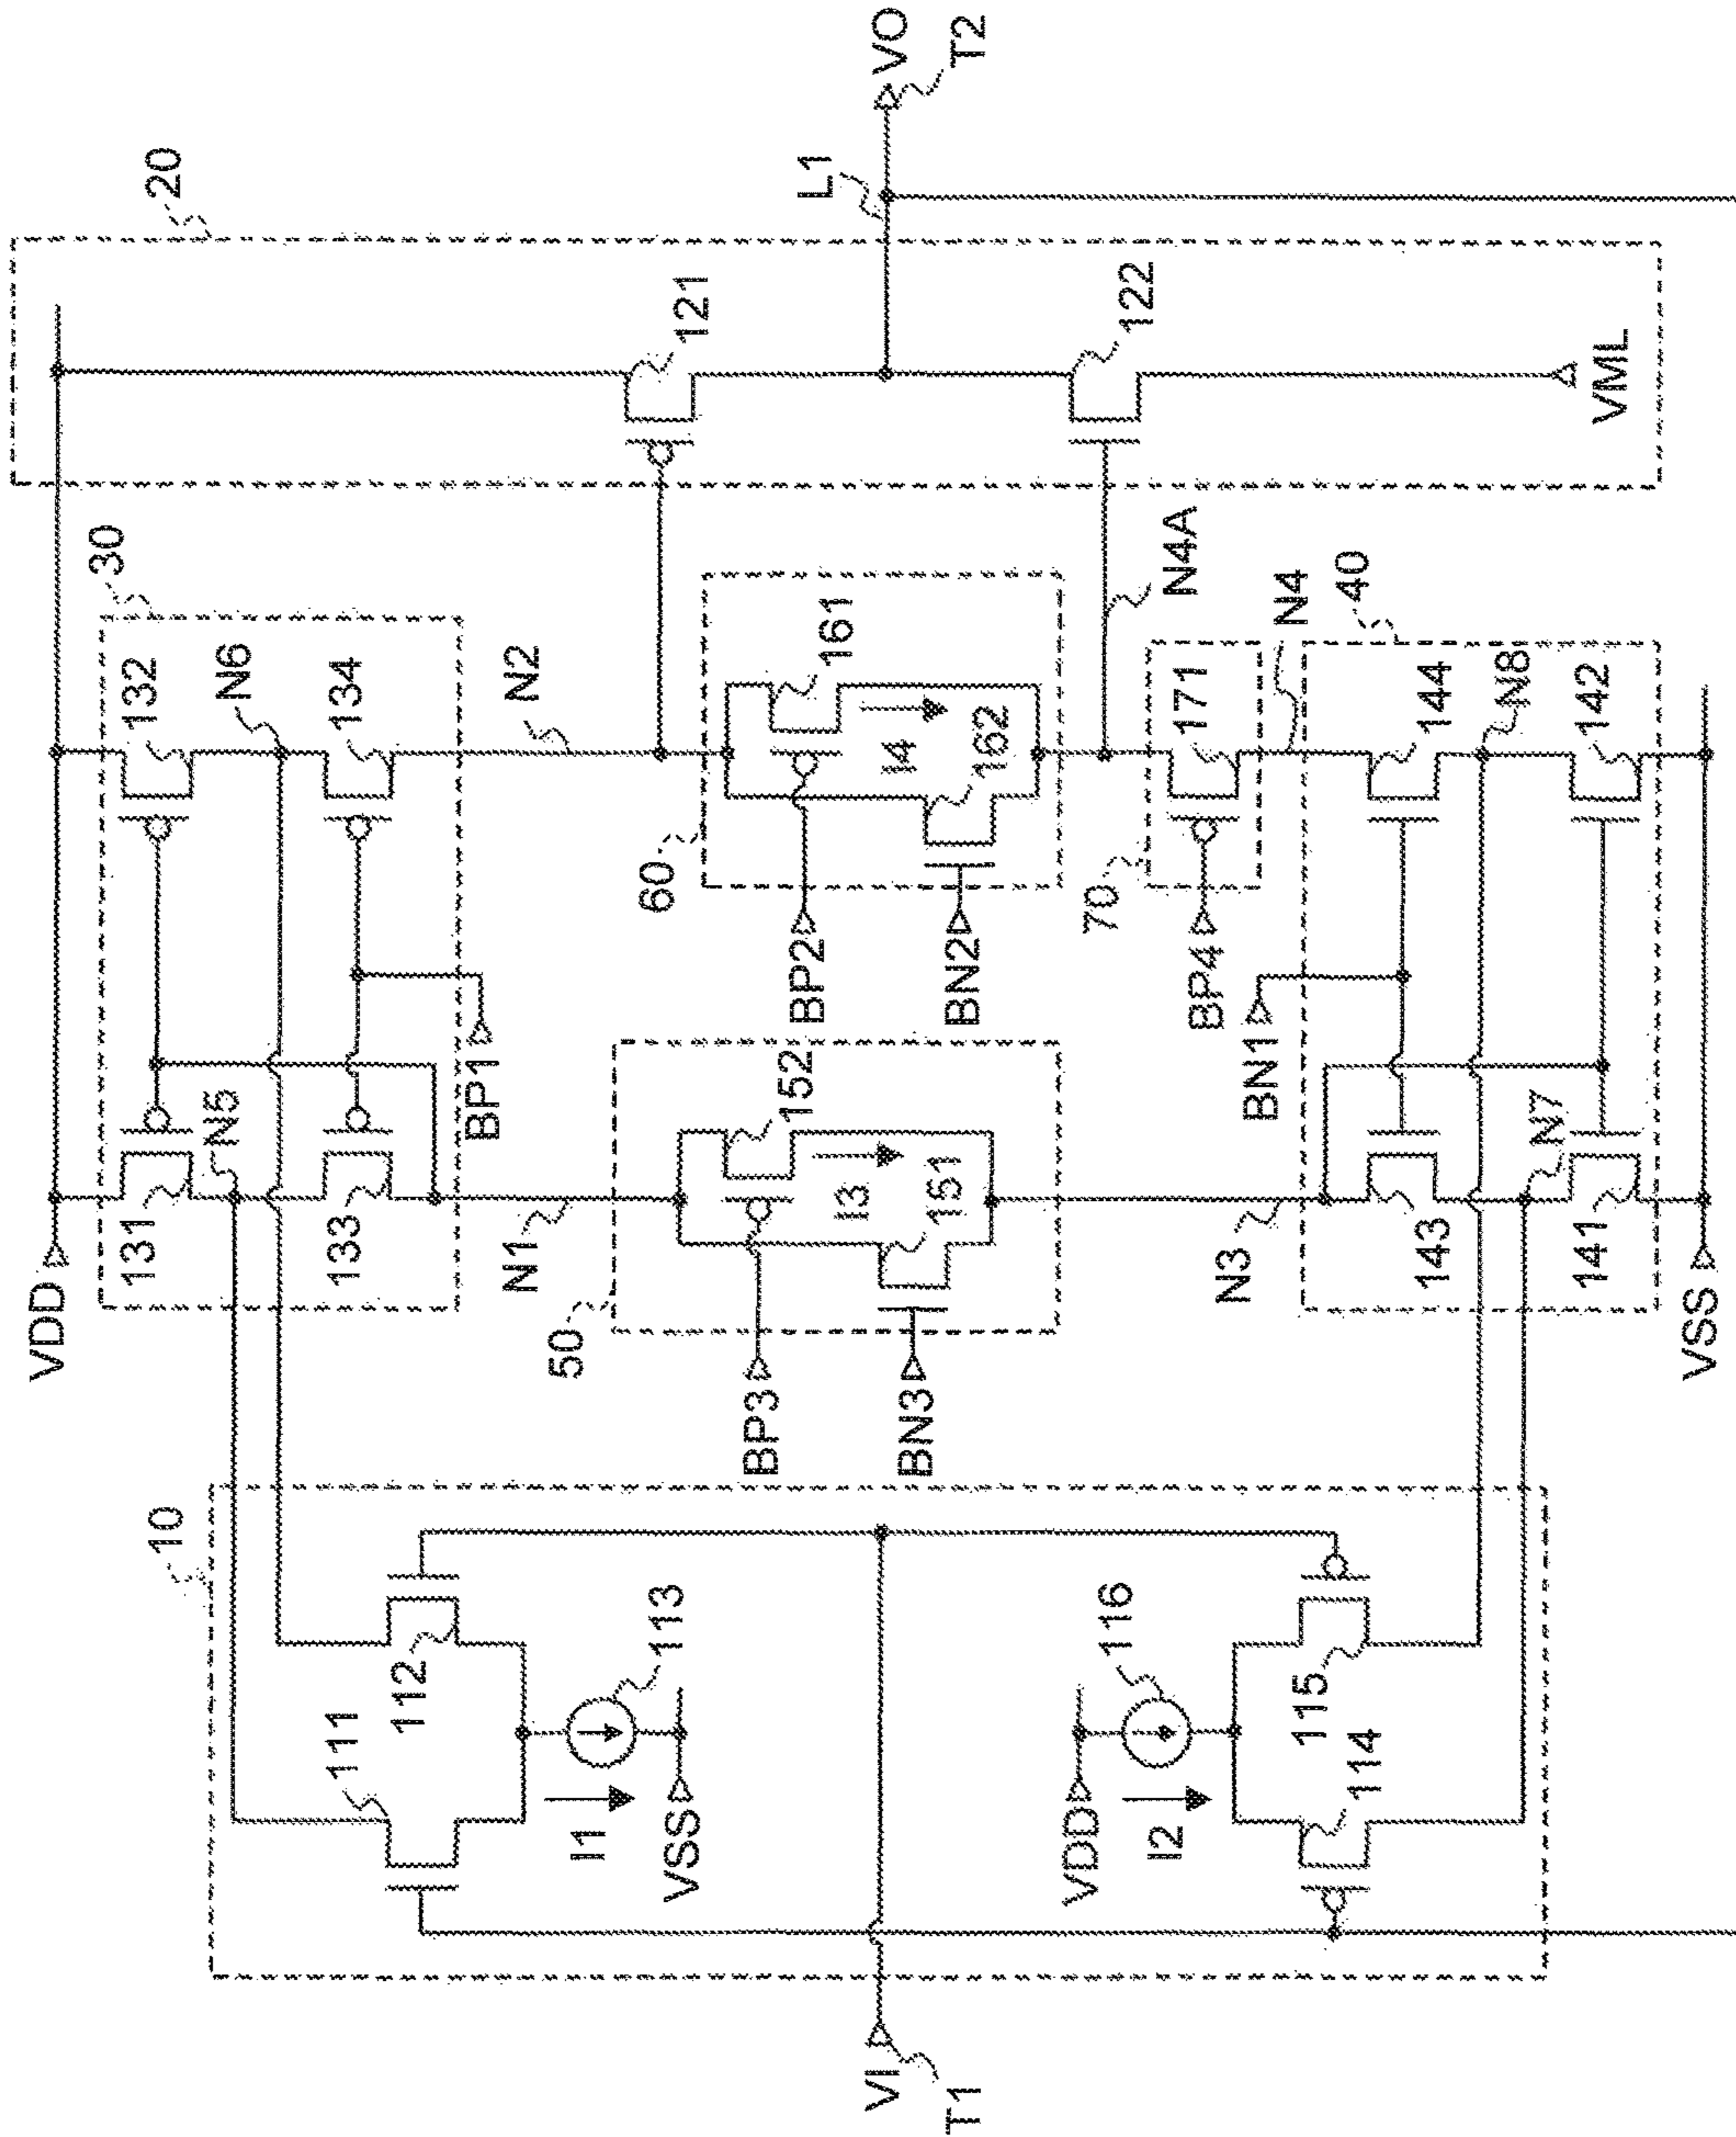 20
VO
T2
L1
121
122
VML
30
132
N6
134
N2
161
I4
162
N4A
N4
40
171
144
N8
142
60
70
BP2
BN2
BP4
BN1
BP1
VDD
131
N5
133
N1
152
I3
151
50
BP3
BN3
N3
143
N7
141
VSS
10
111
112
113
I1
VSS
116
VDD
I2
115
114
VI
T1